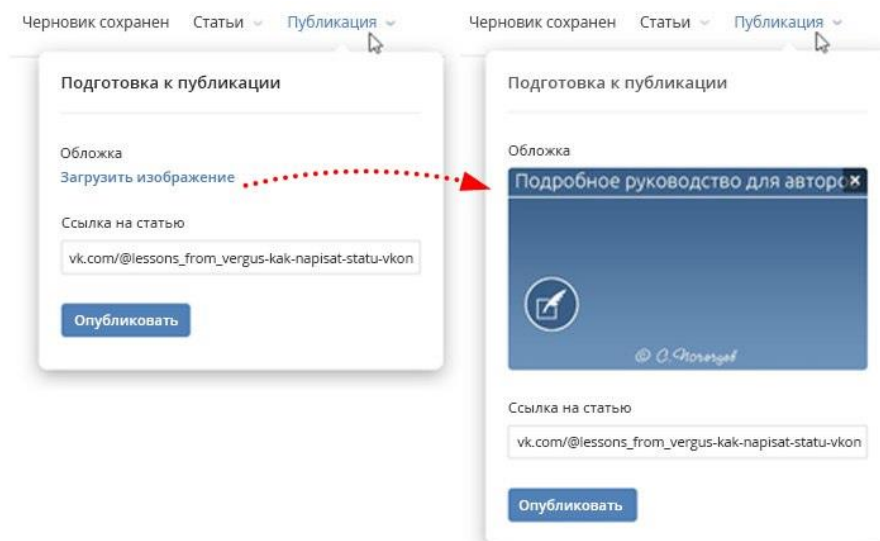 Черновик сохранен Статьи Публикация
Подготовка к публикации
Обложка
Загрузить изображение
Ссылка на статью
vk.com/@lessons_from_vergus-kak-napisat-statu-vkon
Опубликовать
Черновик сохранен Статьи Публикация
Подготовка к публикации
Обложка
Подробное руководство для авторо
© С.
Ссылка на статью
vk.com/@lessons_from_vergus-kak-napisat-statu-vkon
Опубликовать